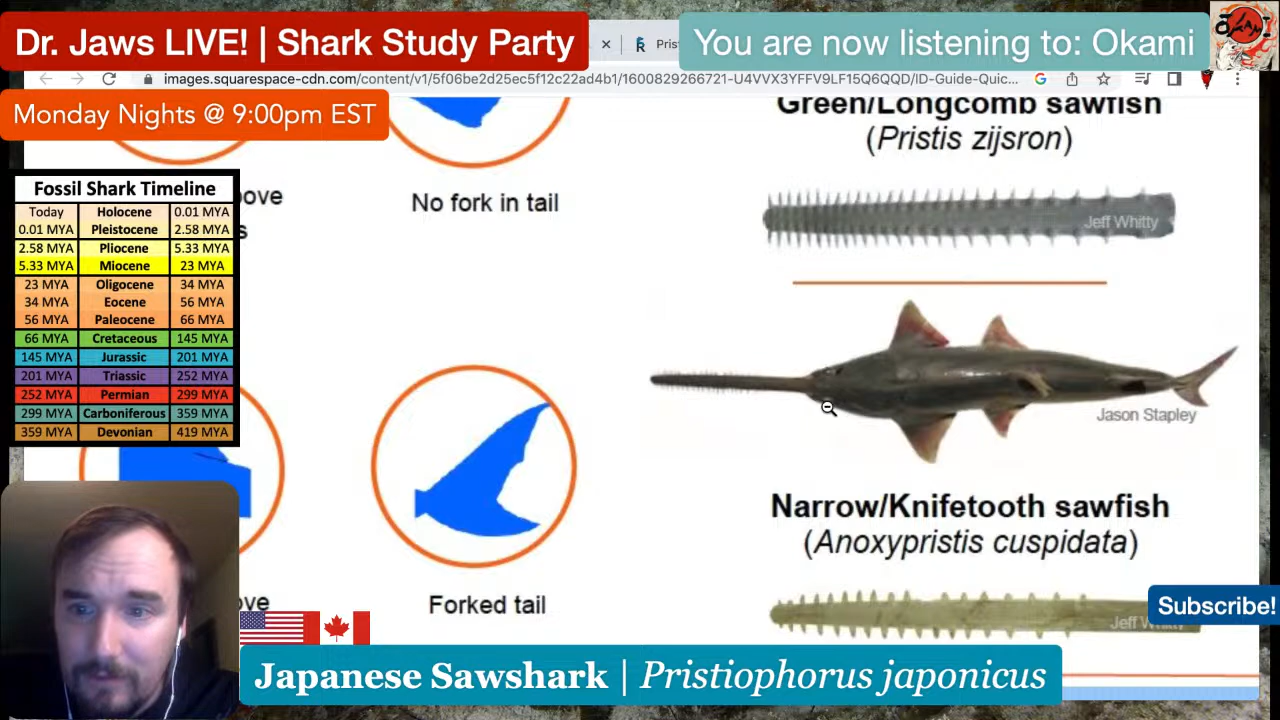 Dr. Jaws LIVE! | Shark Study Party
You are now listening to: Okami
images.squarespace-cdn.com/content/v1/5f06be2d25ec5f12c22ad4b1/1600829266721-U4VVX3YFFV9LF15Q6QQD/ID-Guide-Quic...
Monday Nights @ 9:00pm EST
Green/Longcomb sawfish
(Pristis zijsron)
No fork in tail
Jeff Whitty
Fossil Shark Timeline
Today Holocene 0.01 MYA
0.01 MYA Pleistocene 2.58 MYA
2.58 MYA Pliocene 5.33 MYA
5.33 MYA Miocene 23 MYA
23 MYA Oligocene 34 MYA
34 MYA Eocene 56 MYA
56 MYA Paleocene 66 MYA
66 MYA Cretaceous 145 MYA
145 MYA Jurassic 201 MYA
201 MYA Triassic 252 MYA
252 MYA Permian 299 MYA
299 MYA Carboniferous 359 MYA
359 MYA Devonian 419 MYA
Jason Stapley
Narrow/Knifetooth sawfish
(Anoxypristis cuspidata)
Forked tail
Jeff Whitty
Subscribe!
Japanese Sawshark | Pristiophorus japonicus